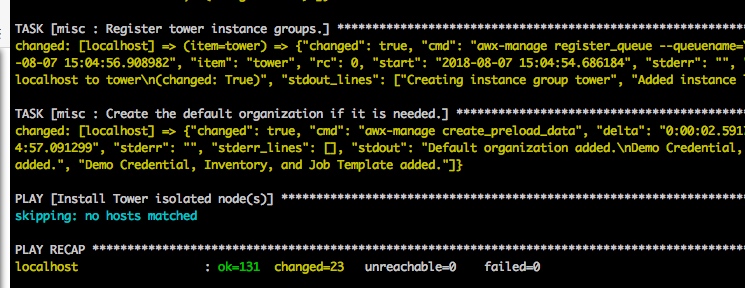 TASK [misc : Register tower instance groups.] **********************************************************
changed: [localhost] => (item=tower) => {"changed": true, "cmd": "awx-manage register_queue --queuename=
-08-07 15:04:56.908982", "item": "tower", "rc": 0, "start": "2018-08-07 15:04:54.686184", "stderr": "", "
localhost to tower\n(changed: True)", "stdout_lines": ["Creating instance group tower", "Added instance
TASK [misc : Create the default organization if it is needed.] *****************************************
changed: [localhost] => {"changed": true, "cmd": "awx-manage create_preload_data", "delta": "0:00:02.591
4:57.091299", "stderr": "", "stderr_lines": [], "stdout": "Default organization added.\nDemo Credential,
added.", "Demo Credential, Inventory, and Job Template added."]}
PLAY [Install Tower isolated node(s)] ******************************************************************
skipping: no hosts matched
PLAY RECAP *********************************************************************************************
localhost : ok=131 changed=23 unreachable=0 failed=0